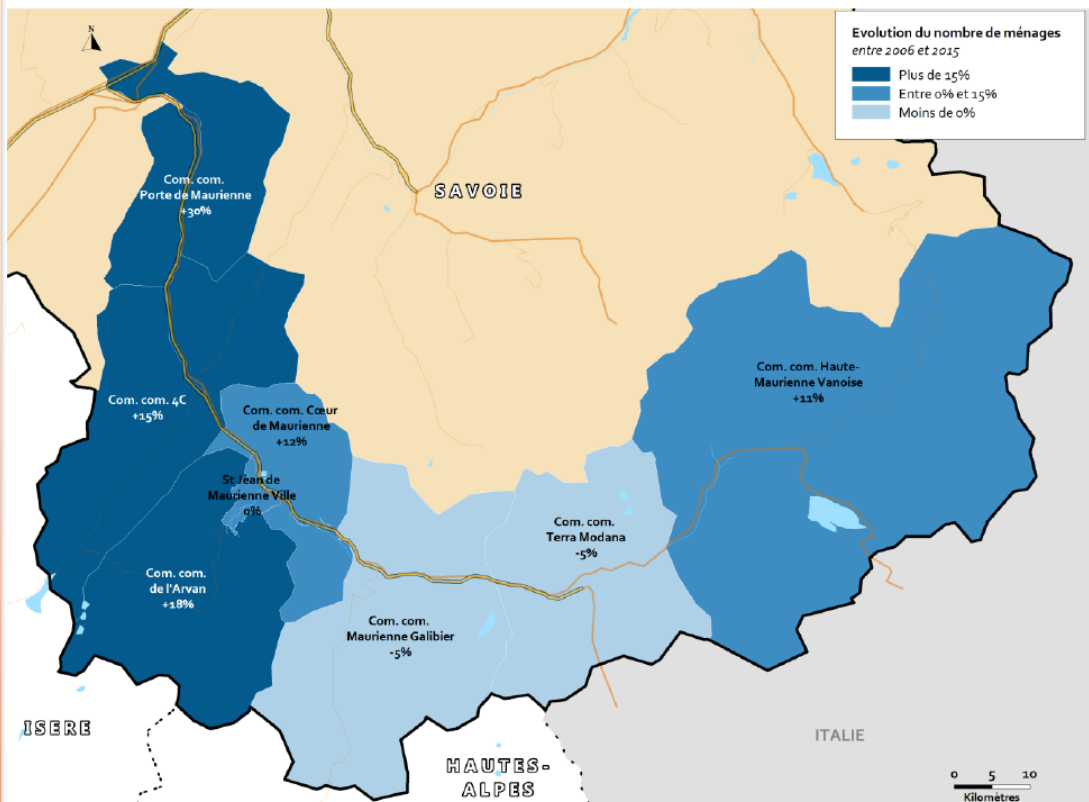 N
Evolution du nombre de ménages
entre 2006 et 2015
Plus de 15%
Entre 0% et 15%
Moins de 0%
Com. com.
Porte de Maurienne
+30%
SAVOIE
Com. com. Haute-
Maurienne Vanoise
+11%
Com. com. 4C
+15%
Com. com. Cœur
de Maurienne
+12%
St Jean de
Maurienne Ville
0%
Com. com.
Terra Modana
-5%
Com. com.
de l'Arvan
+18%
Com. com.
Maurienne Galibier
-5%
ISERE
ITALIE
HAUTES-
ALPES
0 5 10
Kilomètres